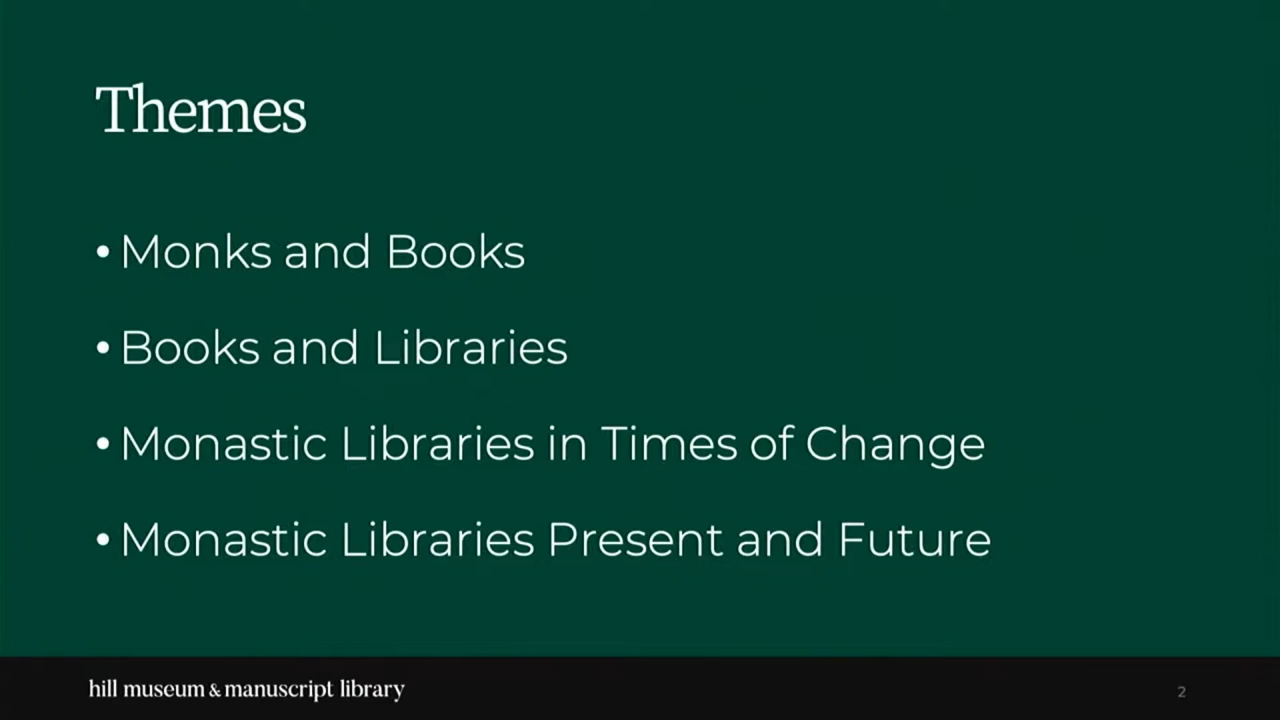 Themes
• Monks and Books
• Books and Libraries
• Monastic Libraries in Times of Change
• Monastic Libraries Present and Future
hill museum & manuscript library
2